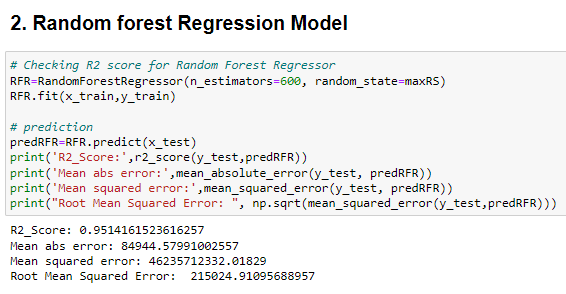 2. Random forest Regression Model
# Checking R2 score for Random Forest Regressor
RFR=RandomForestRegressor(n_estimators=600, random_state=maxRS)
RFR.fit(x_train,y_train)
# prediction
predRFR=RFR.predict(x_test)
print('R2_Score:',r2_score(y_test,predRFR))
print('Mean abs error:',mean_absolute_error(y_test, predRFR))
print('Mean squared error:',mean_squared_error(y_test, predRFR))
print("Root Mean Squared Error: ", np.sqrt(mean_squared_error(y_test,predRFR)))
R2_Score: 0.9514161523616257
Mean abs error: 84944.57991002557
Mean squared error: 46235712332.01829
Root Mean Squared Error:  215024.91095688957